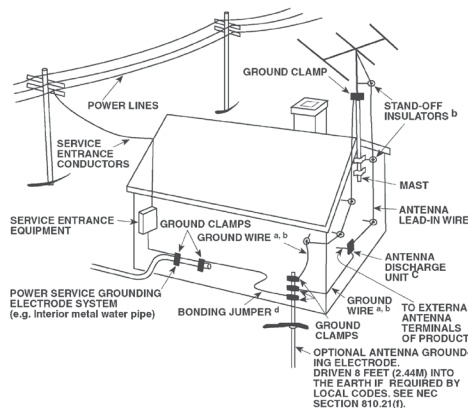 GROUND CLAMP
POWER LINES
STAND-OFF
INSULATORS b
SERVICE
ENTRANCE
CONDUCTORS
MAST
ANTENNA
LEAD-IN WIRE
SERVICE ENTRANCE
EQUIPMENT
GROUND CLAMPS
GROUND WIRE a, b
ANTENNA
DISCHARGE
UNIT C
POWER SERVICE GROUNDING
ELECTRODE SYSTEM
(e.g. Interior metal water pipe)
BONDING JUMPER d
GROUND
WIRE a, b
GROUND
CLAMPS
TO EXTERNA
ANTENNA
TERMINALS
OF PRODUCT
OPTIONAL ANTENNA GROUND-
ING ELECTRODE.
DRIVEN 8 FEET (2.44M) INTO
THE EARTH IF REQUIRED BY
LOCAL CODES. SEE NEC
SECTION 810.21(f).